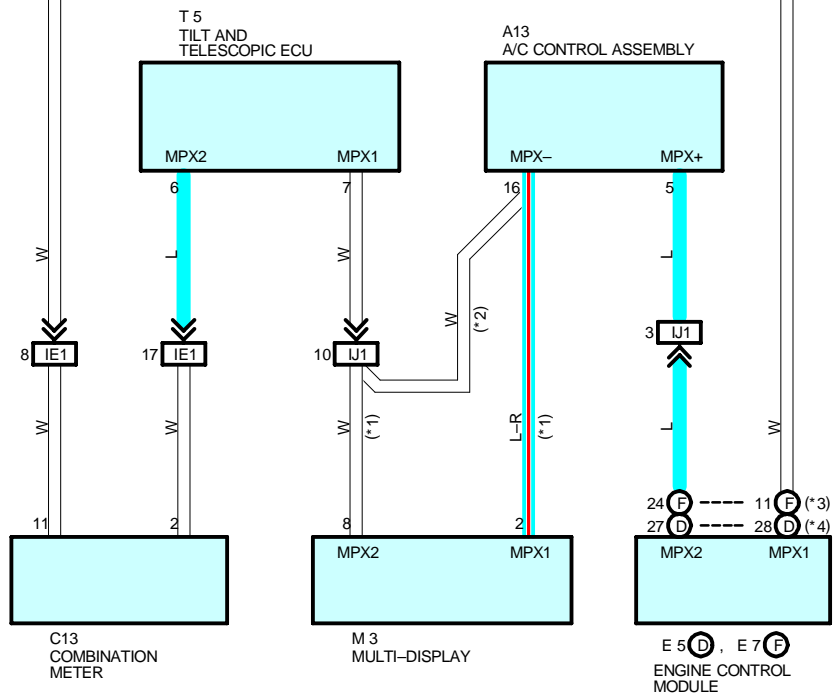 T 5
TILT AND
TELESCOPIC ECU
A13
A/C CONTROL ASSEMBLY
MPX2
MPX1
MPX–
MPX+
6
7
16
5
W
L
W
W
(*2)
L
8
IE1
17
IE1
10
IJ1
3
IJ1
W
W
W
(*1)
L–R
(*1)
L
W
24
F
11
F
(*3)
27
D
28
D
(*4)
11
2
8
2
MPX2
MPX1
MPX2
MPX1
C13
COMBINATION
METER
M 3
MULTI–DISPLAY
E 5 D , E 7 F
ENGINE CONTROL
MODULE